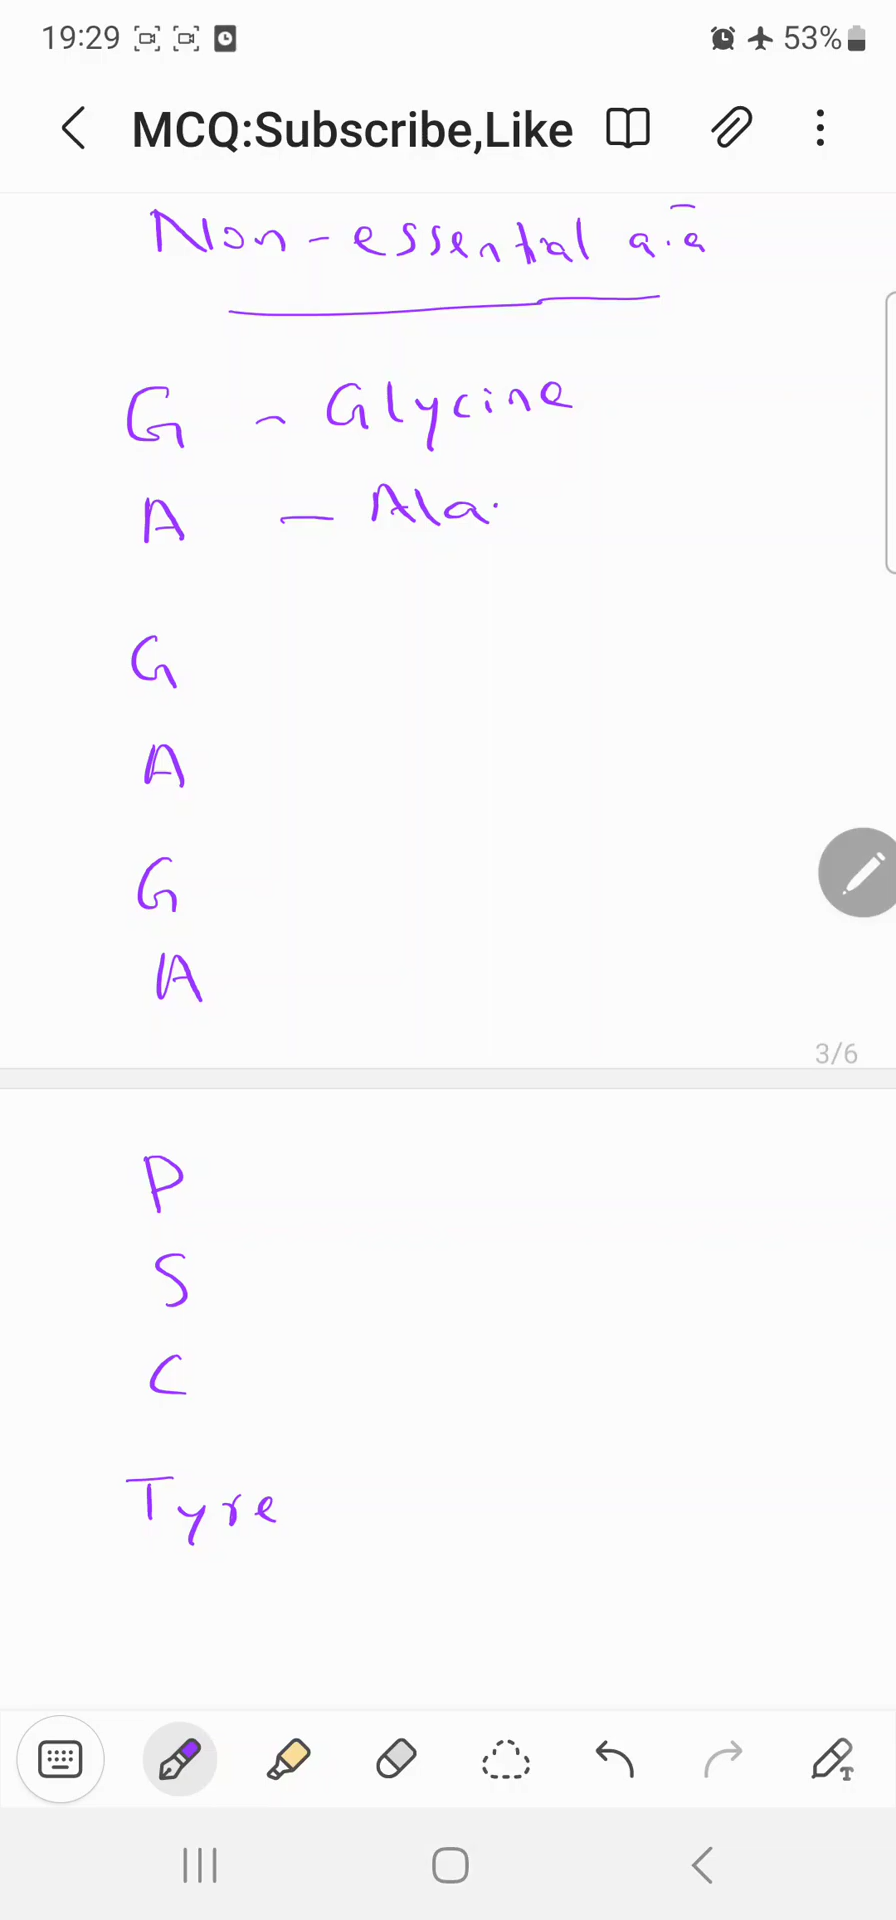 19:29 53%
MCQ:Subscribe,Like
Non-essential a.a
G - Glycine
A - Ala.
G
A
G
A
3/6
P
S
C
Tyre
T